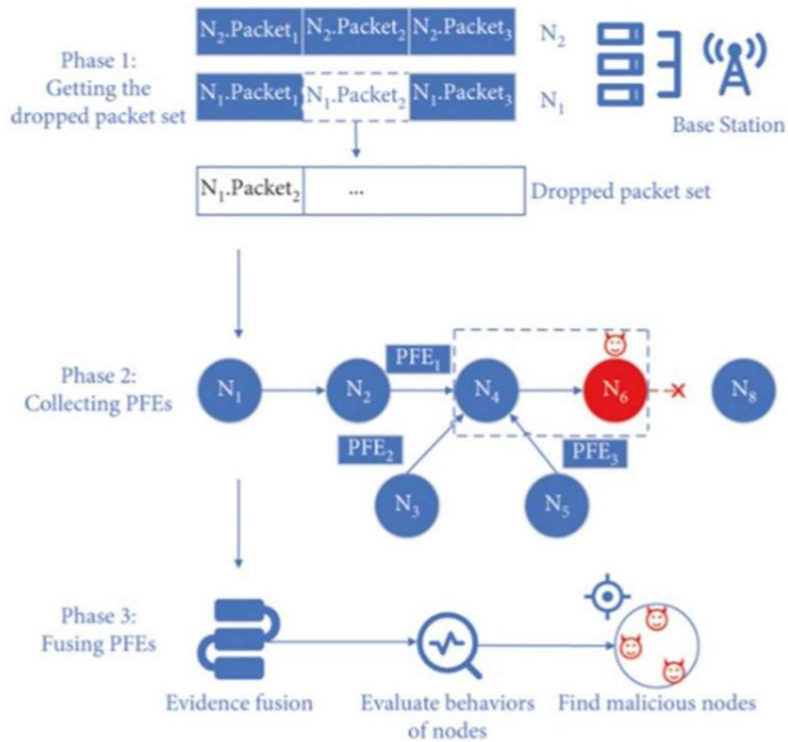 Phase 1:
Getting the
dropped packet set
N₂.Packet₁ N₂.Packet₂ N₂.Packet₃ N₂
N₁.Packet₁ N₁.Packet₂ N₁.Packet₃ N₁
Base Station
N₁.Packet₂ ... Dropped packet set
Phase 2:
Collecting PFEs
PFE₁
N₁ N₂ N₄ N₆ N₈
PFE₂ PFE₃
N₃ N₅
Phase 3:
Fusing PFEs
Evidence fusion
Evaluate behaviors
of nodes
Find malicious nodes